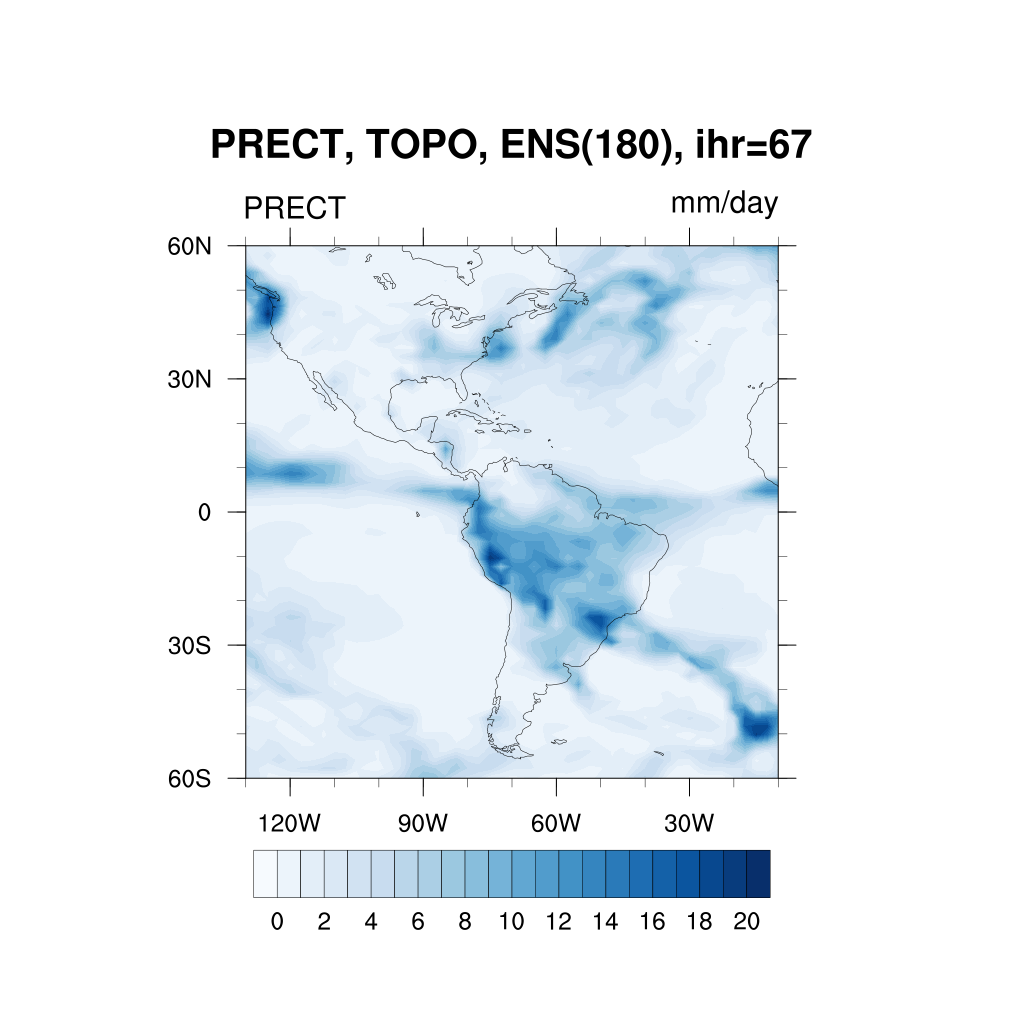 PRECT, TOPO, ENS(180), ihr=67
PRECT mm/day
60N
30N
0
30S
60S
120W 90W 60W 30W
0 2 4 6 8 10 12 14 16 18 20